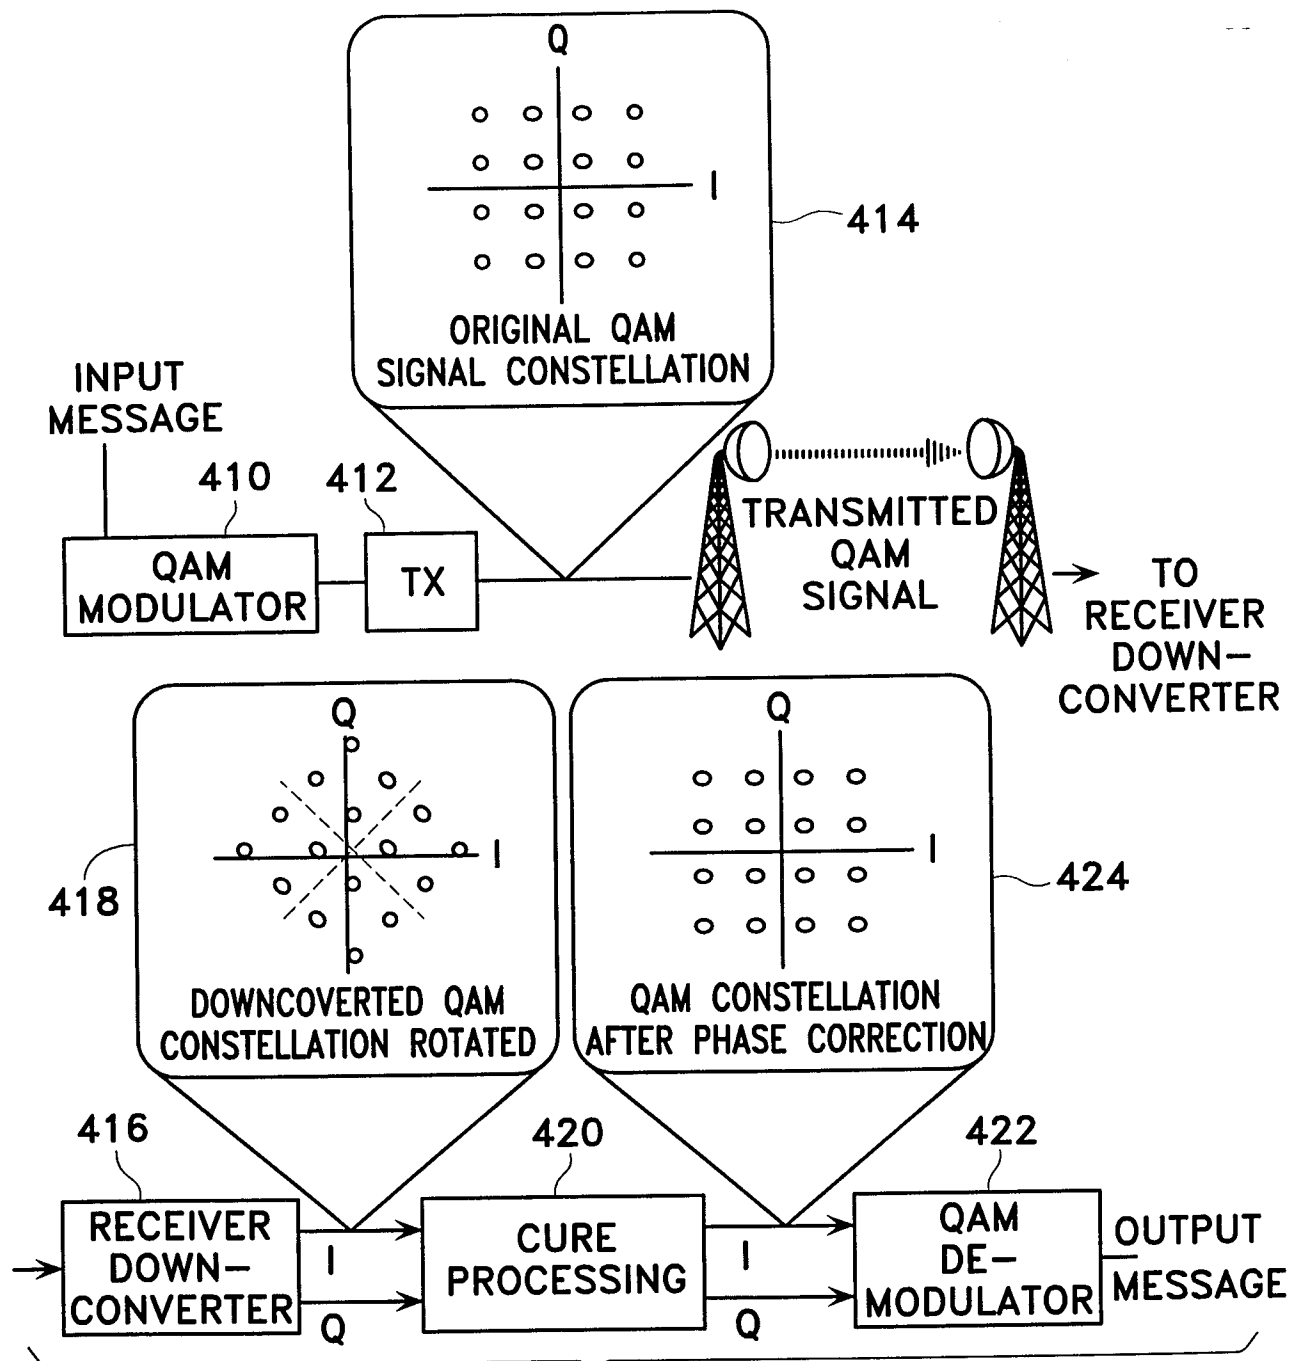 Q
I
414
ORIGINAL QAM
SIGNAL CONSTELLATION
INPUT
MESSAGE
410
412
QAM
MODULATOR
TX
TRANSMITTED
QAM
SIGNAL
TO
RECEIVER
DOWN-
CONVERTER
Q
I
418
DOWNCOVERTED QAM
CONSTELLATION ROTATED
Q
I
424
QAM CONSTELLATION
AFTER PHASE CORRECTION
416
RECEIVER
DOWN-
CONVERTER
I
Q
420
CURE
PROCESSING
I
Q
422
QAM
DE-
MODULATOR
OUTPUT
MESSAGE